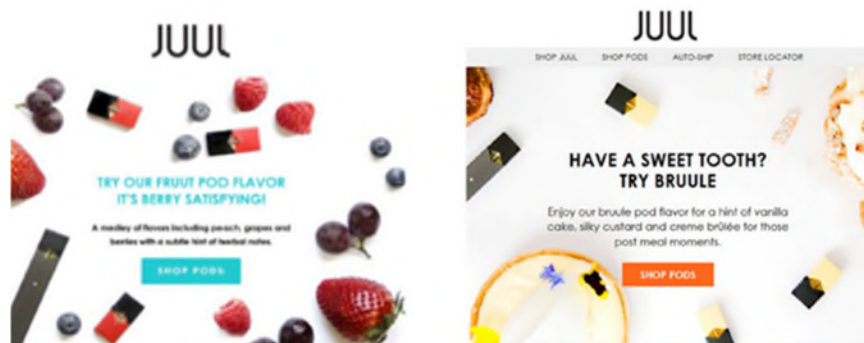 JUUL
TRY OUR FRUUT POD FLAVOR
IT'S BERRY SATISFYING!
A medley of flavors including peach, grapes and
berries with a subtle hint of herbal notes.
SHOP PODS
JUUL
SHOP JUUL SHOP PODS AUTO-SHIP STORE LOCATOR
HAVE A SWEET TOOTH?
TRY BRUULE
Enjoy our bruule pod flavor for a hint of vanilla
cake, silky custard and creme brûlée for those
post meal moments.
SHOP PODS